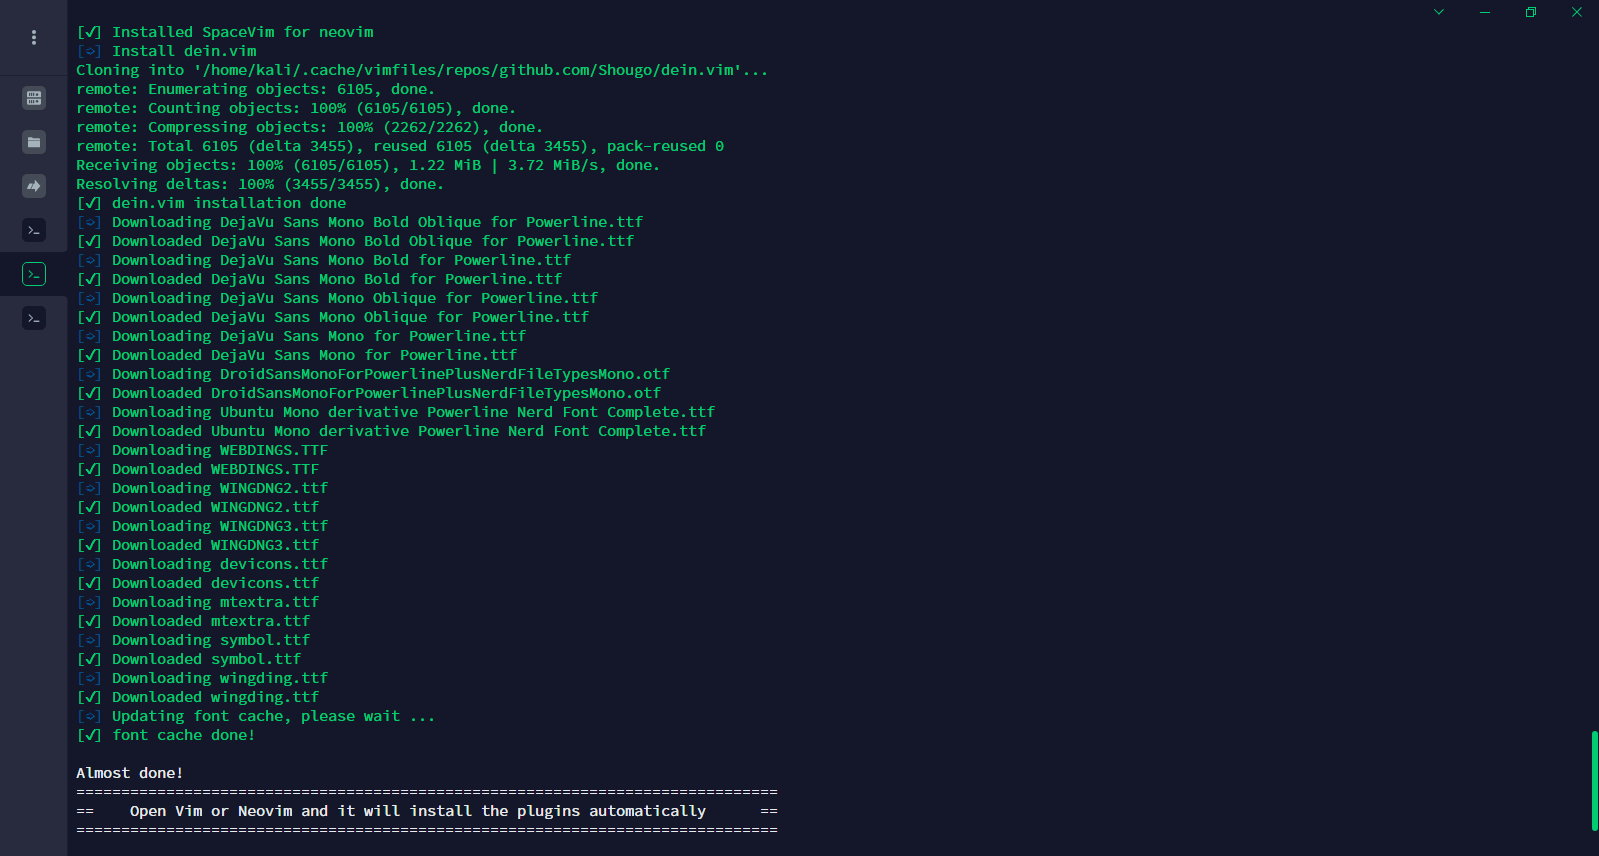 [✓] Installed SpaceVim for neovim
[➭] Install dein.vim
Cloning into '/home/kali/.cache/vimfiles/repos/github.com/Shougo/dein.vim'...
remote: Enumerating objects: 6105, done.
remote: Counting objects: 100% (6105/6105), done.
remote: Compressing objects: 100% (2262/2262), done.
remote: Total 6105 (delta 3455), reused 6105 (delta 3455), pack-reused 0
Receiving objects: 100% (6105/6105), 1.22 MiB | 3.72 MiB/s, done.
Resolving deltas: 100% (3455/3455), done.
[✓] dein.vim installation done
[➭] Downloading DejaVu Sans Mono Bold Oblique for Powerline.ttf
[✓] Downloaded DejaVu Sans Mono Bold Oblique for Powerline.ttf
[➭] Downloading DejaVu Sans Mono Bold for Powerline.ttf
[✓] Downloaded DejaVu Sans Mono Bold for Powerline.ttf
[➭] Downloading DejaVu Sans Mono Oblique for Powerline.ttf
[✓] Downloaded DejaVu Sans Mono Oblique for Powerline.ttf
[➭] Downloading DejaVu Sans Mono for Powerline.ttf
[✓] Downloaded DejaVu Sans Mono for Powerline.ttf
[➭] Downloading DroidSansMonoForPowerlinePlusNerdFileTypesMono.otf
[✓] Downloaded DroidSansMonoForPowerlinePlusNerdFileTypesMono.otf
[➭] Downloading Ubuntu Mono derivative Powerline Nerd Font Complete.ttf
[✓] Downloaded Ubuntu Mono derivative Powerline Nerd Font Complete.ttf
[➭] Downloading WEBDINGS.TTF
[✓] Downloaded WEBDINGS.TTF
[➭] Downloading WINGDNG2.ttf
[✓] Downloaded WINGDNG2.ttf
[➭] Downloading WINGDNG3.ttf
[✓] Downloaded WINGDNG3.ttf
[➭] Downloading devicons.ttf
[✓] Downloaded devicons.ttf
[➭] Downloading mtextra.ttf
[✓] Downloaded mtextra.ttf
[➭] Downloading symbol.ttf
[✓] Downloaded symbol.ttf
[➭] Downloading wingding.ttf
[✓] Downloaded wingding.ttf
[➭] Updating font cache, please wait ...
[✓] font cache done!
Almost done!
==============================================================================
==    Open Vim or Neovim and it will install the plugins automatically      ==
==============================================================================